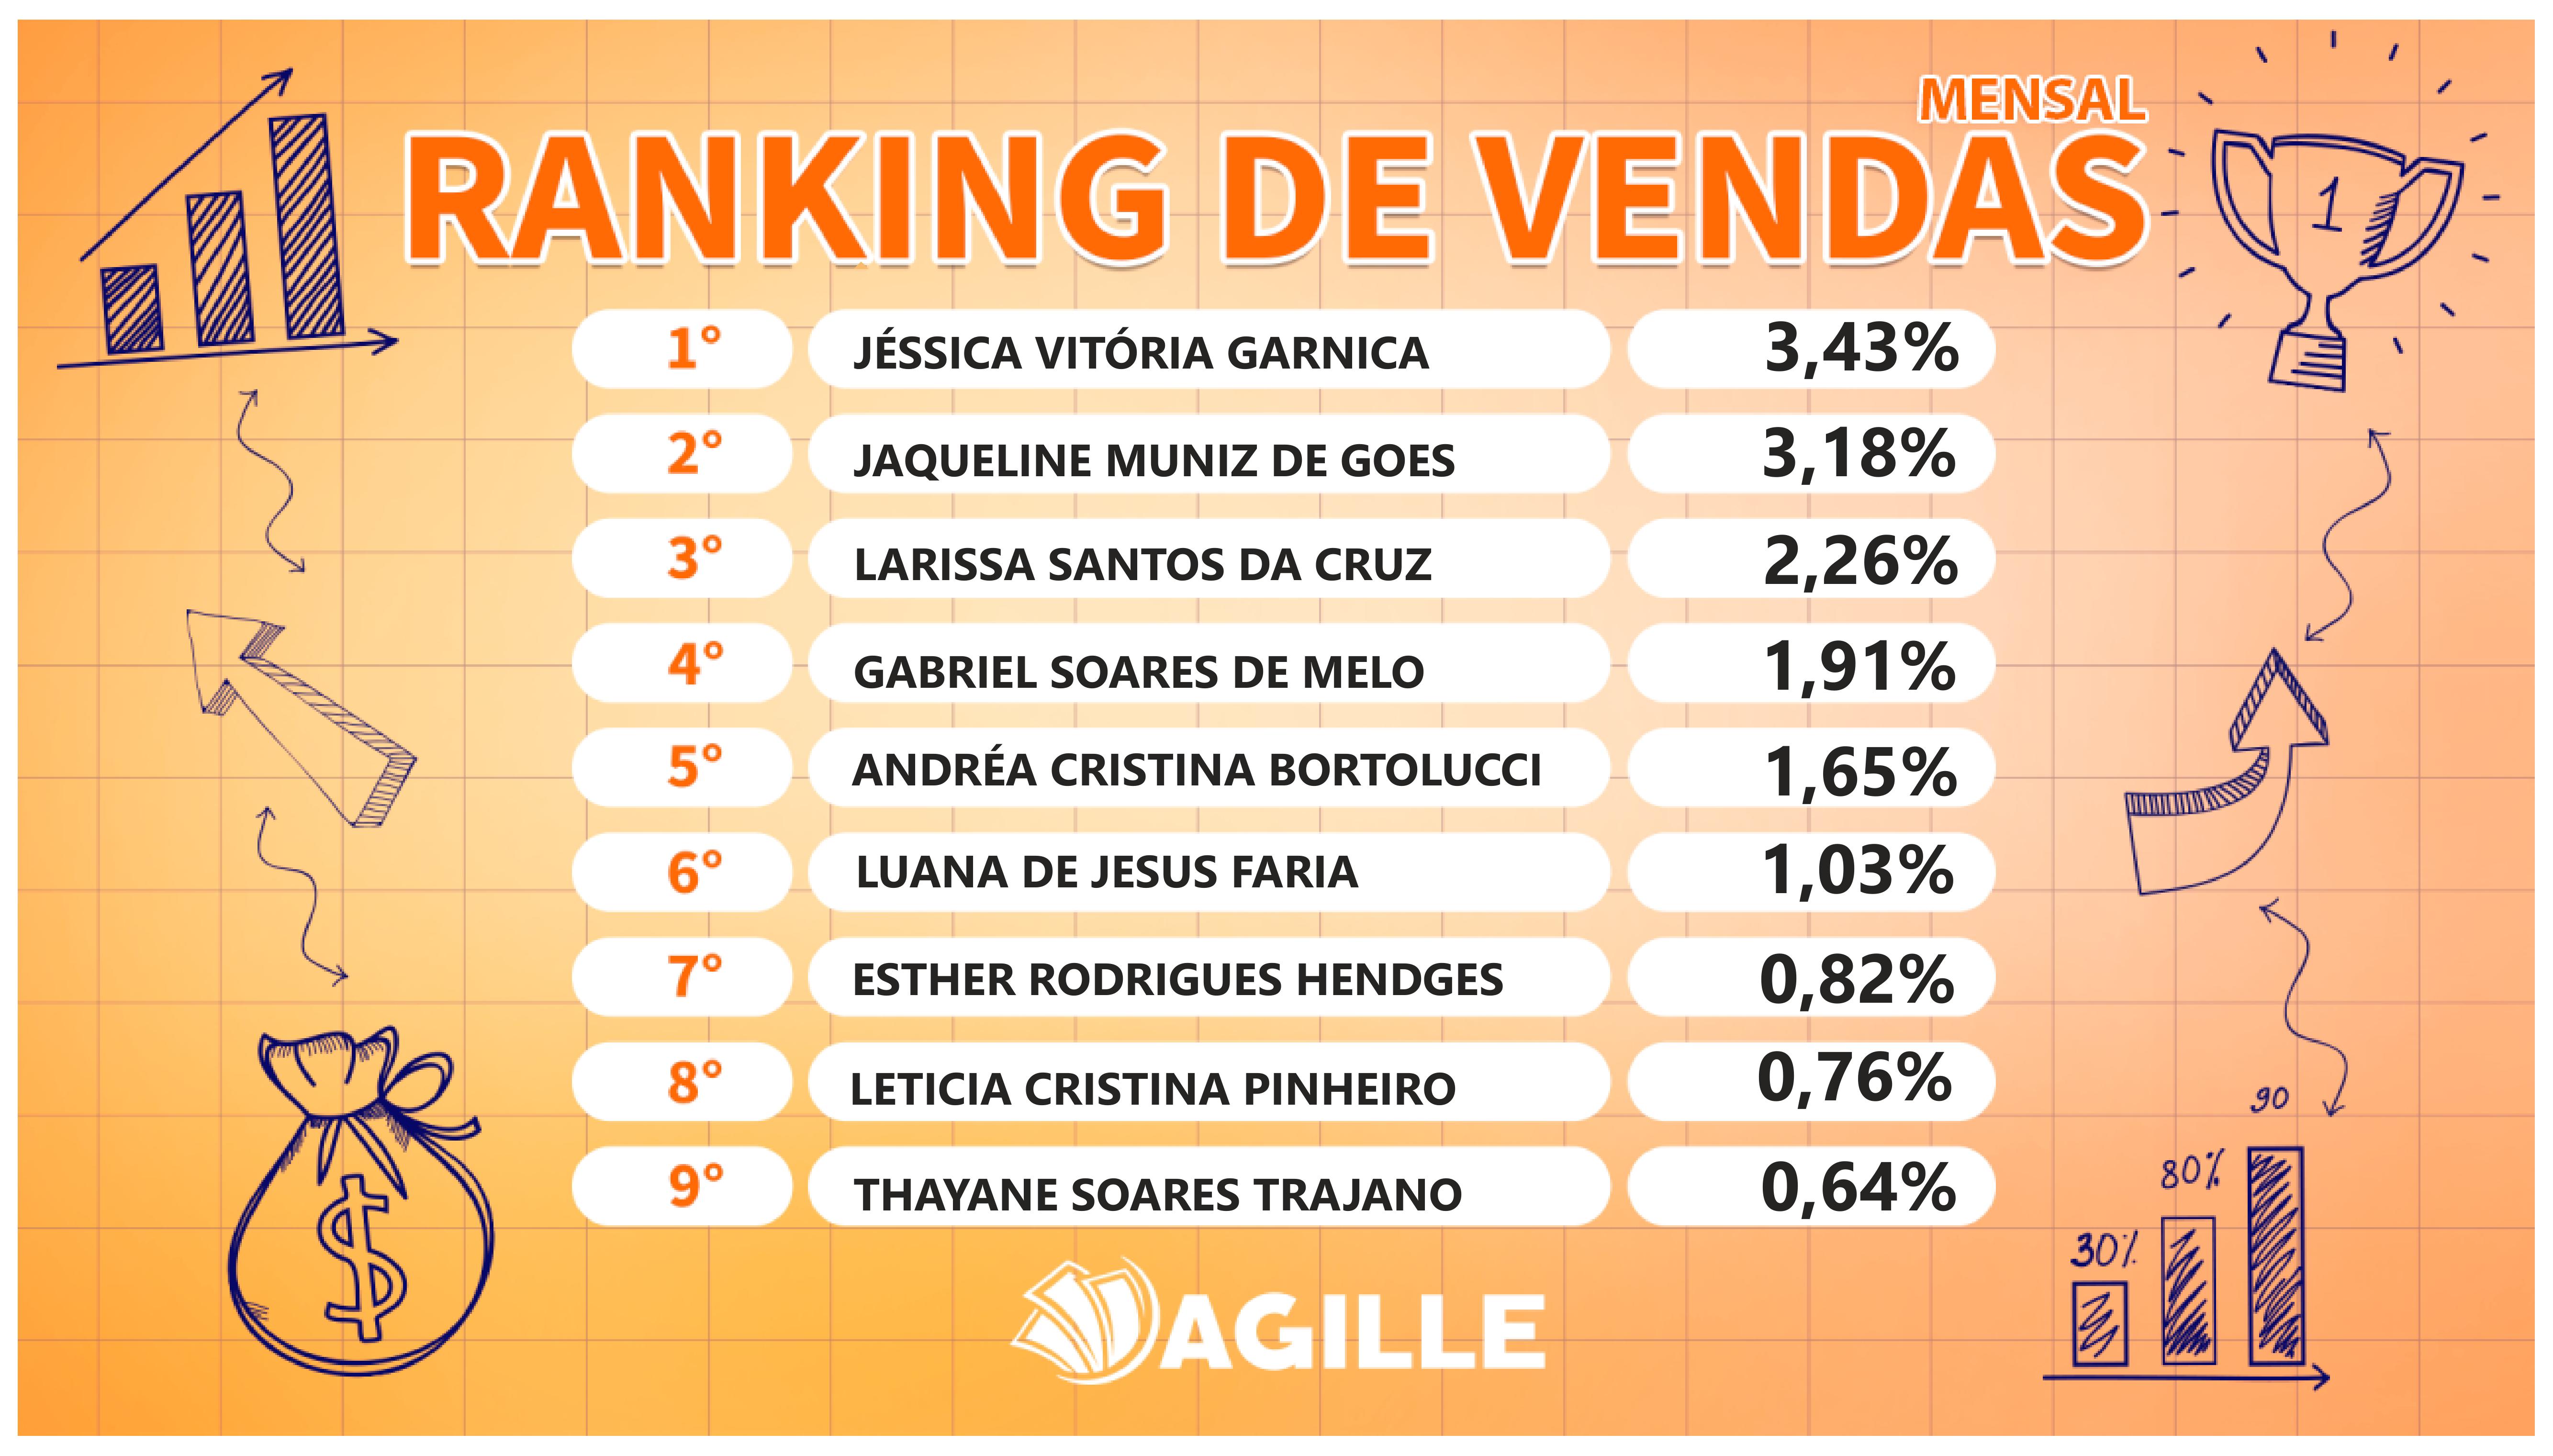 MENSAL
RANKING DE VENDAS
1
1° JÉSSICA VITÓRIA GARNICA 3,43%
2° JAQUELINE MUNIZ DE GOES 3,18%
3° LARISSA SANTOS DA CRUZ 2,26%
4° GABRIEL SOARES DE MELO 1,91%
5° ANDRÉA CRISTINA BORTOLUCCI 1,65%
6° LUANA DE JESUS FARIA 1,03%
7° ESTHER RODRIGUES HENDGES 0,82%
8° LETICIA CRISTINA PINHEIRO 0,76%
9° THAYANE SOARES TRAJANO 0,64%
$
90
80%
30%
AGILLE